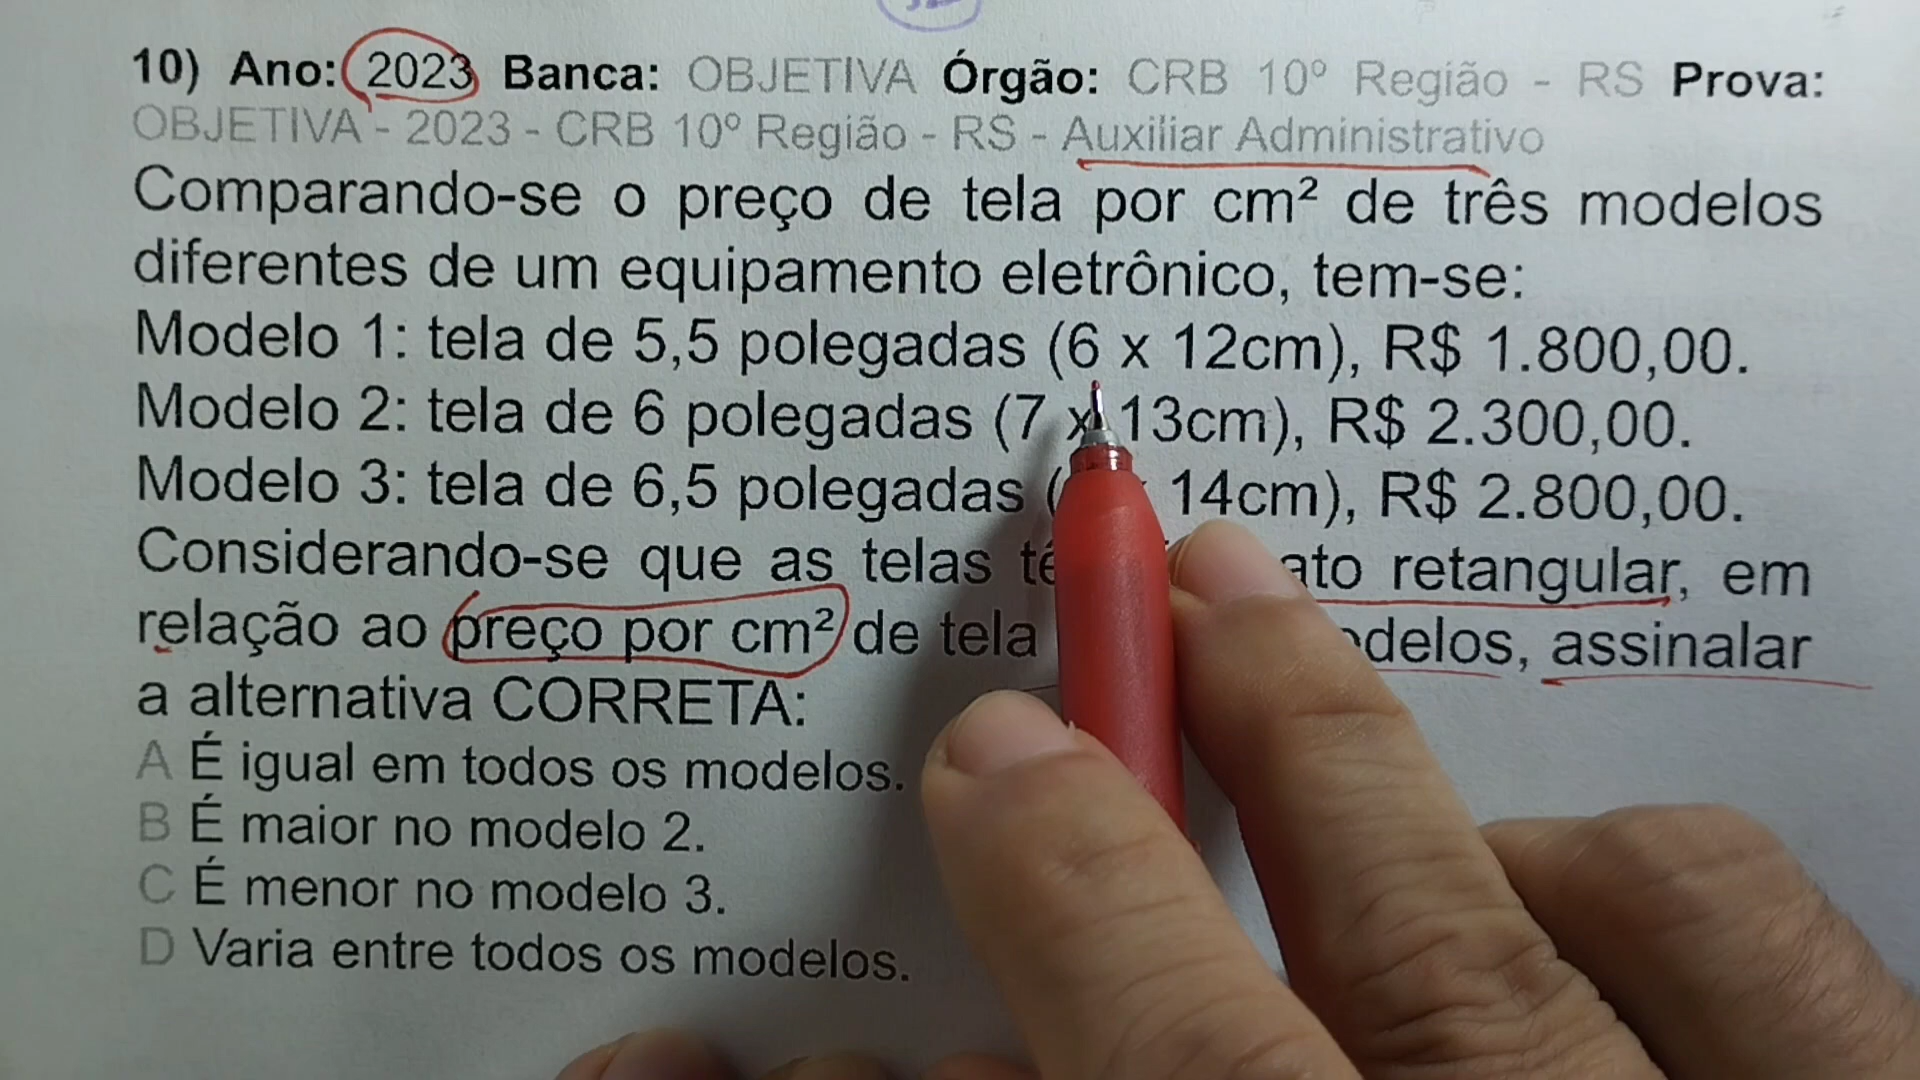 10) Ano: 2023 Banca: OBJETIVA Órgão: CRB 10º Região - RS Prova:
OBJETIVA - 2023 - CRB 10º Região - RS - Auxiliar Administrativo
Comparando-se o preço de tela por cm² de três modelos
diferentes de um equipamento eletrônico, tem-se:
Modelo 1: tela de 5,5 polegadas (6 x 12cm), R$ 1.800,00.
Modelo 2: tela de 6 polegadas (7 x 13cm), R$ 2.300,00.
Modelo 3: tela de 6,5 polegadas ( 14cm), R$ 2.800,00.
Considerando-se que as telas retangular, em
relação ao preço por cm² de tela assinalar
a alternativa CORRETA:
A É igual em todos os modelos.
B É maior no modelo 2.
C É menor no modelo 3.
D Varia entre todos os modelos.